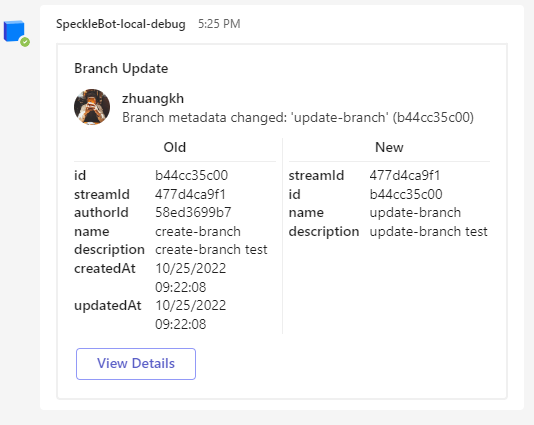 SpeckleBot-local-debug 5:25 PM
Branch Update
zhuangkh
Branch metadata changed: 'update-branch' (b44cc35c00)
Old
id b44cc35c00
streamId 477d4ca9f1
authorId 58ed3699b7
name create-branch
description create-branch test
createdAt 10/25/2022
09:22:08
updatedAt 10/25/2022
09:22:08
New
streamId 477d4ca9f1
id b44cc35c00
name update-branch
description update-branch test
View Details